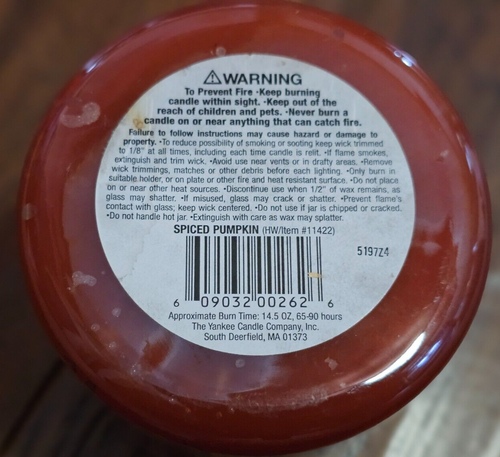 ⚠WARNING
To Prevent Fire •Keep burning
candle within sight. •Keep out of the
reach of children and pets. •Never burn a
candle on or near anything that can catch fire.
Failure to follow instructions may cause hazard or damage to
property. •To reduce possibility of smoking or sooting keep wick trimmed
to 1/8" at all times, including each time candle is relit. •If flame smokes,
extinguish and trim wick. •Avoid use near vents or in drafty areas. •Remove
wick trimmings, matches or other debris before each lighting. •Only burn in
suitable holder, or on plate or other fire and heat resistant surface. •Do not place
on or near other heat sources. •Discontinue use when 1/2" of wax remains, as
glass may shatter. •If misused, glass may crack or shatter. •Prevent flame's
contact with glass; keep wick centered. •Do not use if jar is chipped or cracked.
•Do not handle hot jar. •Extinguish with care as wax may splatter.
SPICED PUMPKIN (HW/Item #11422)
5197Z4
6 09032 00262 6
Approximate Burn Time: 14.5 OZ, 65-90 hours
The Yankee Candle Company, Inc.
South Deerfield, MA 01373